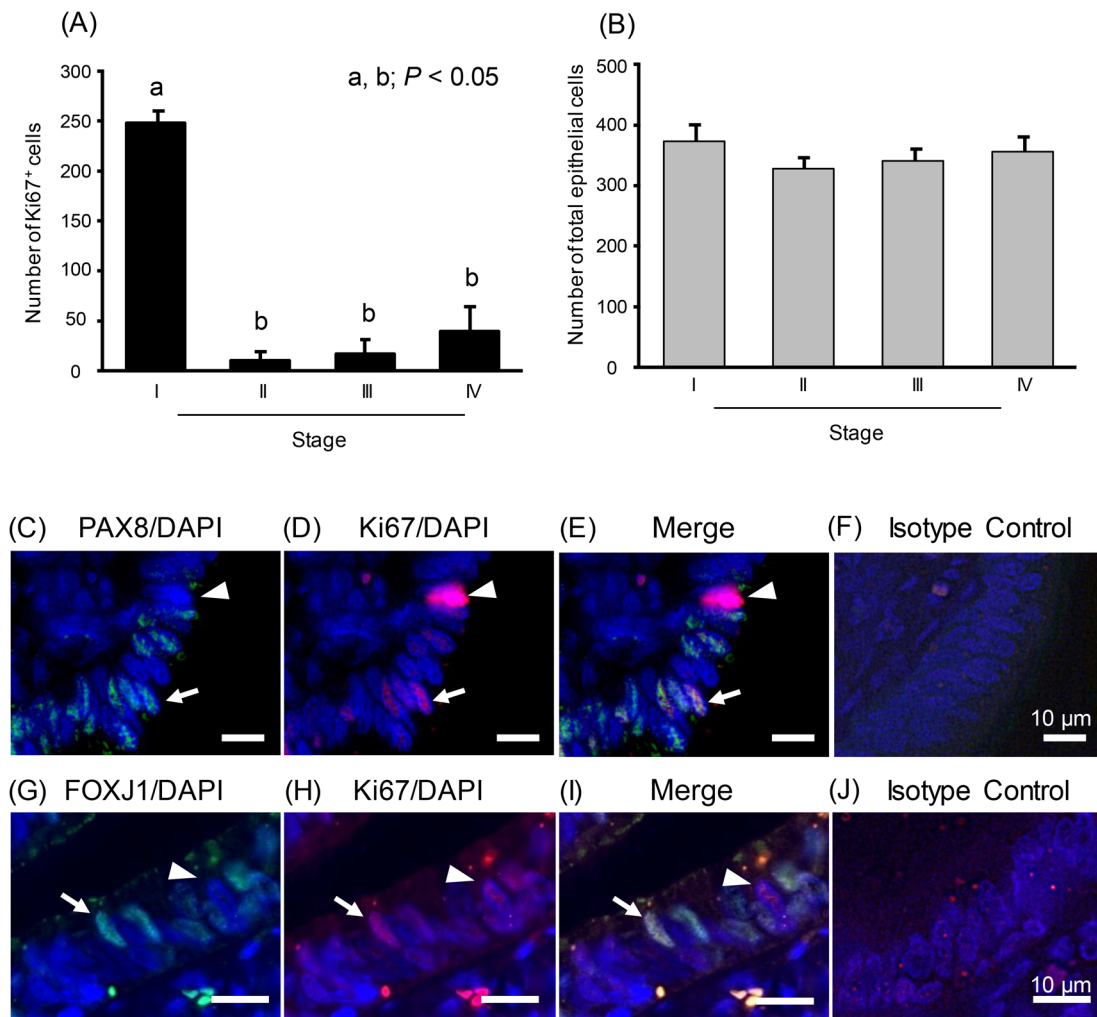 (A)
Number of Ki67⁺ cells
300
250
200
150
100
50
0
a
b
b
b
a, b; P < 0.05
I II III IV
Stage
(B)
Number of total epithelial cells
500
400
300
200
100
0
I II III IV
Stage
(C) PAX8/DAPI
(D) Ki67/DAPI
(E) Merge
(F) Isotype Control
10 µm
(G) FOXJ1/DAPI
(H) Ki67/DAPI
(I) Merge
(J) Isotype Control
10 µm